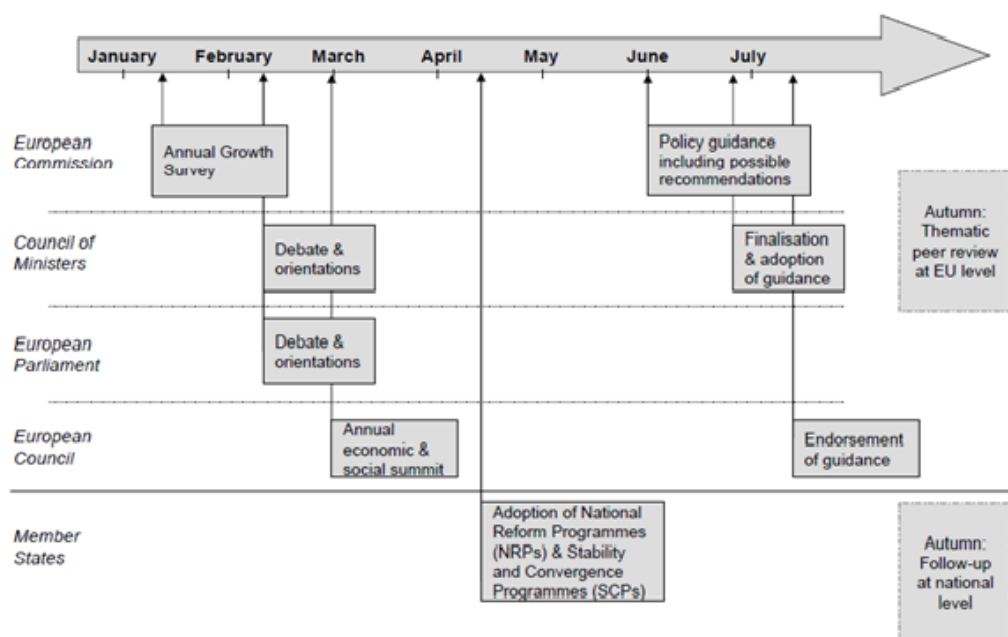 January February March April May June July
European
Commission
Annual Growth
Survey
Policy guidance
including possible
recommendations
Autumn:
Thematic
peer review
at EU level
Council of
Ministers
Debate &
orientations
Finalisation
& adoption
of guidance
European
Parliament
Debate &
orientations
European
Council
Annual
economic &
social summit
Endorsement
of guidance
Member
States
Adoption of National
Reform Programmes
(NRPs) & Stability
and Convergence
Programmes (SCPs)
Autumn:
Follow-up
at national
level